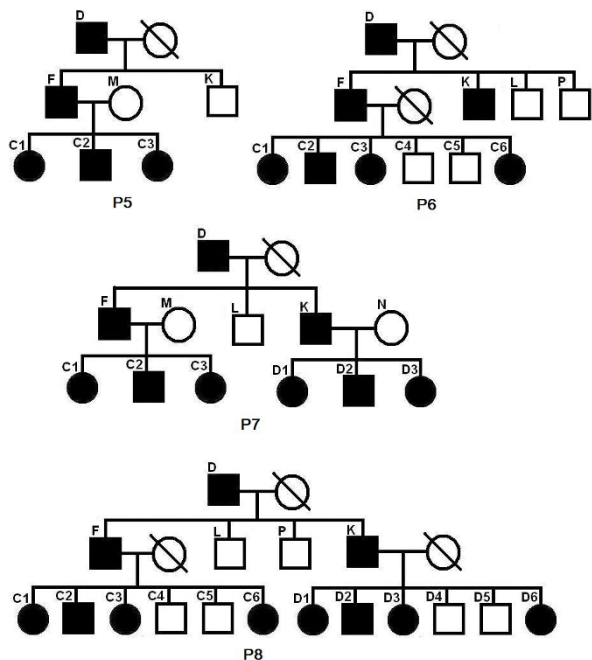 D D
F M K F K L P
C1 C2 C3 C1 C2 C3 C4 C5 C6
P5 P6
D
F M L K N
C1 C2 C3 D1 D2 D3
P7
D
F L P K
C1 C2 C3 C4 C5 C6 D1 D2 D3 D4 D5 D6
P8